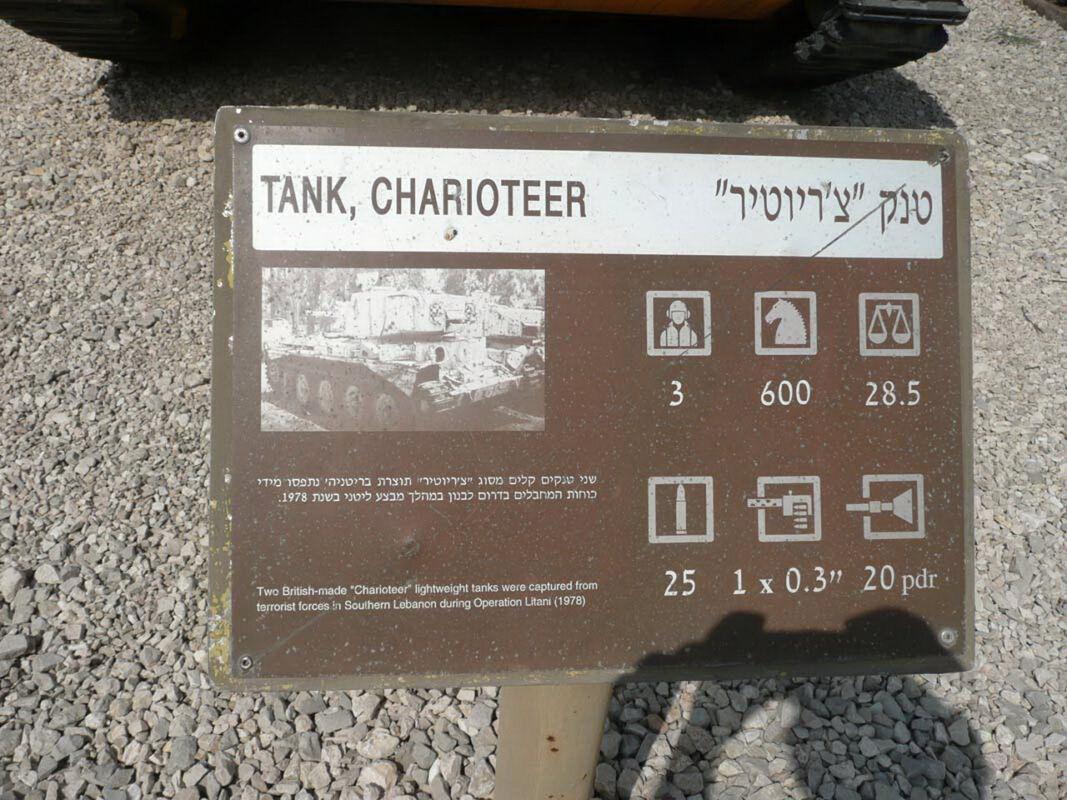 TANK, CHARIOTEER
טנק "צ'ריוטיר"
3 600 28.5
שני טנקים קלים מסוג "צ'ריוטיר" תוצרת בריטניה' נתפסו מידי
כוחות המחבלים בדרום לבנון במהלך מבצע ליטני בשנת 1978.
25 1 x 0.3" 20 pdr
Two British-made "Charioteer" lightweight tanks were captured from
terrorist forces in Southern Lebanon during Operation Litani (1978)